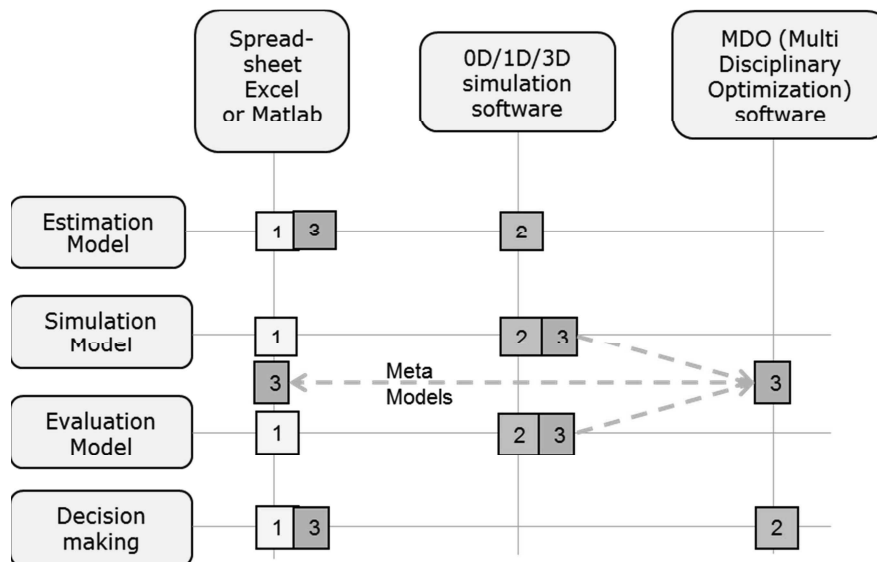 Spread-
sheet
Excel
or Matlab
0D/1D/3D
simulation
software
MDO (Multi
Disciplinary
Optimization)
software
Estimation
Model
1
3
2
Simulation
Model
1
2
3
3
Meta
Models
3
Evaluation
Model
1
2
3
Decision
making
1
3
2